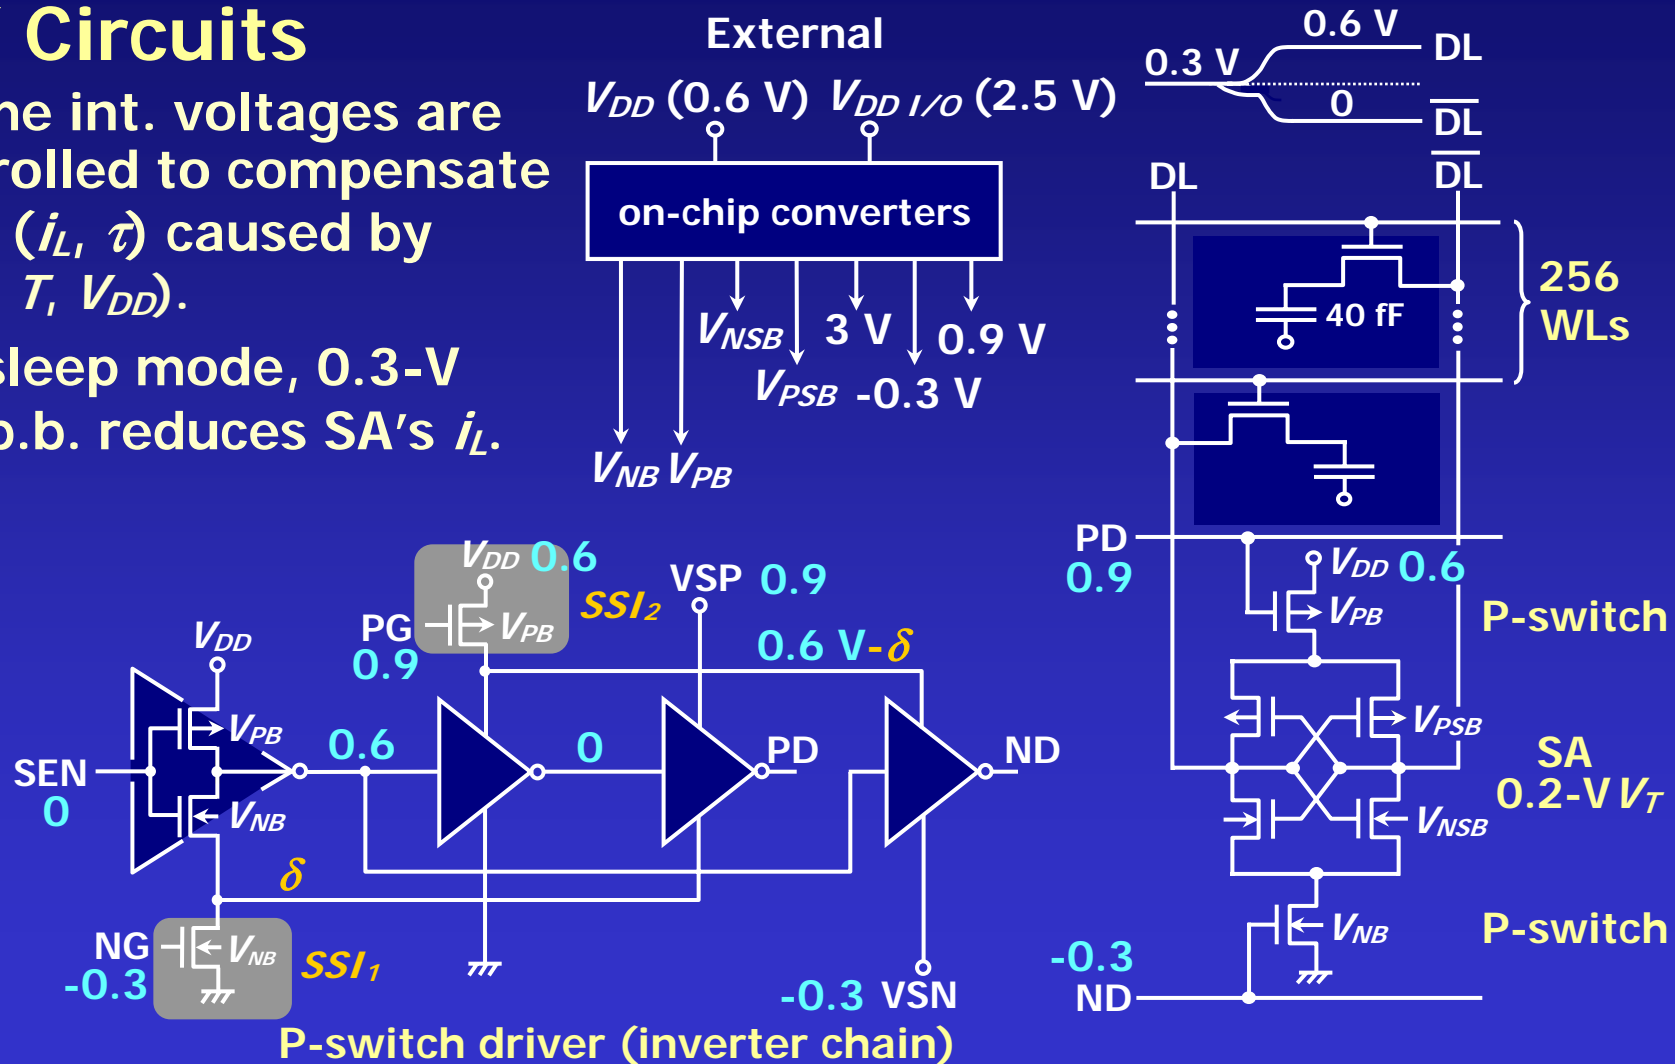 Circuits
int. voltages are
to compensate
(iL, τ) caused by
T, VDD).
sleep mode, 0.3-V
b.b. reduces SA's iL.
External
VDD (0.6 V) VDD I/O (2.5 V)
on-chip converters
VNSB 3 V 0.9 V
VPSB -0.3 V
VNB VPB
0.6 V
0.3 V
DL
0
DL
DL
DL
40 fF
256
WLs
PD
0.9
VDD 0.6
VPB
P-switch
VPSB
SA
0.2-V VT
VNSB
VNB
P-switch
-0.3
ND
VDD 0.6
PG
0.9
VPB
SSI2
VSP 0.9
0.6 V-δ
VDD
VPB
0.6
0
PD
ND
SEN
0
VNB
δ
NG
-0.3
VNB
SSI1
-0.3 VSN
P-switch driver (inverter chain)